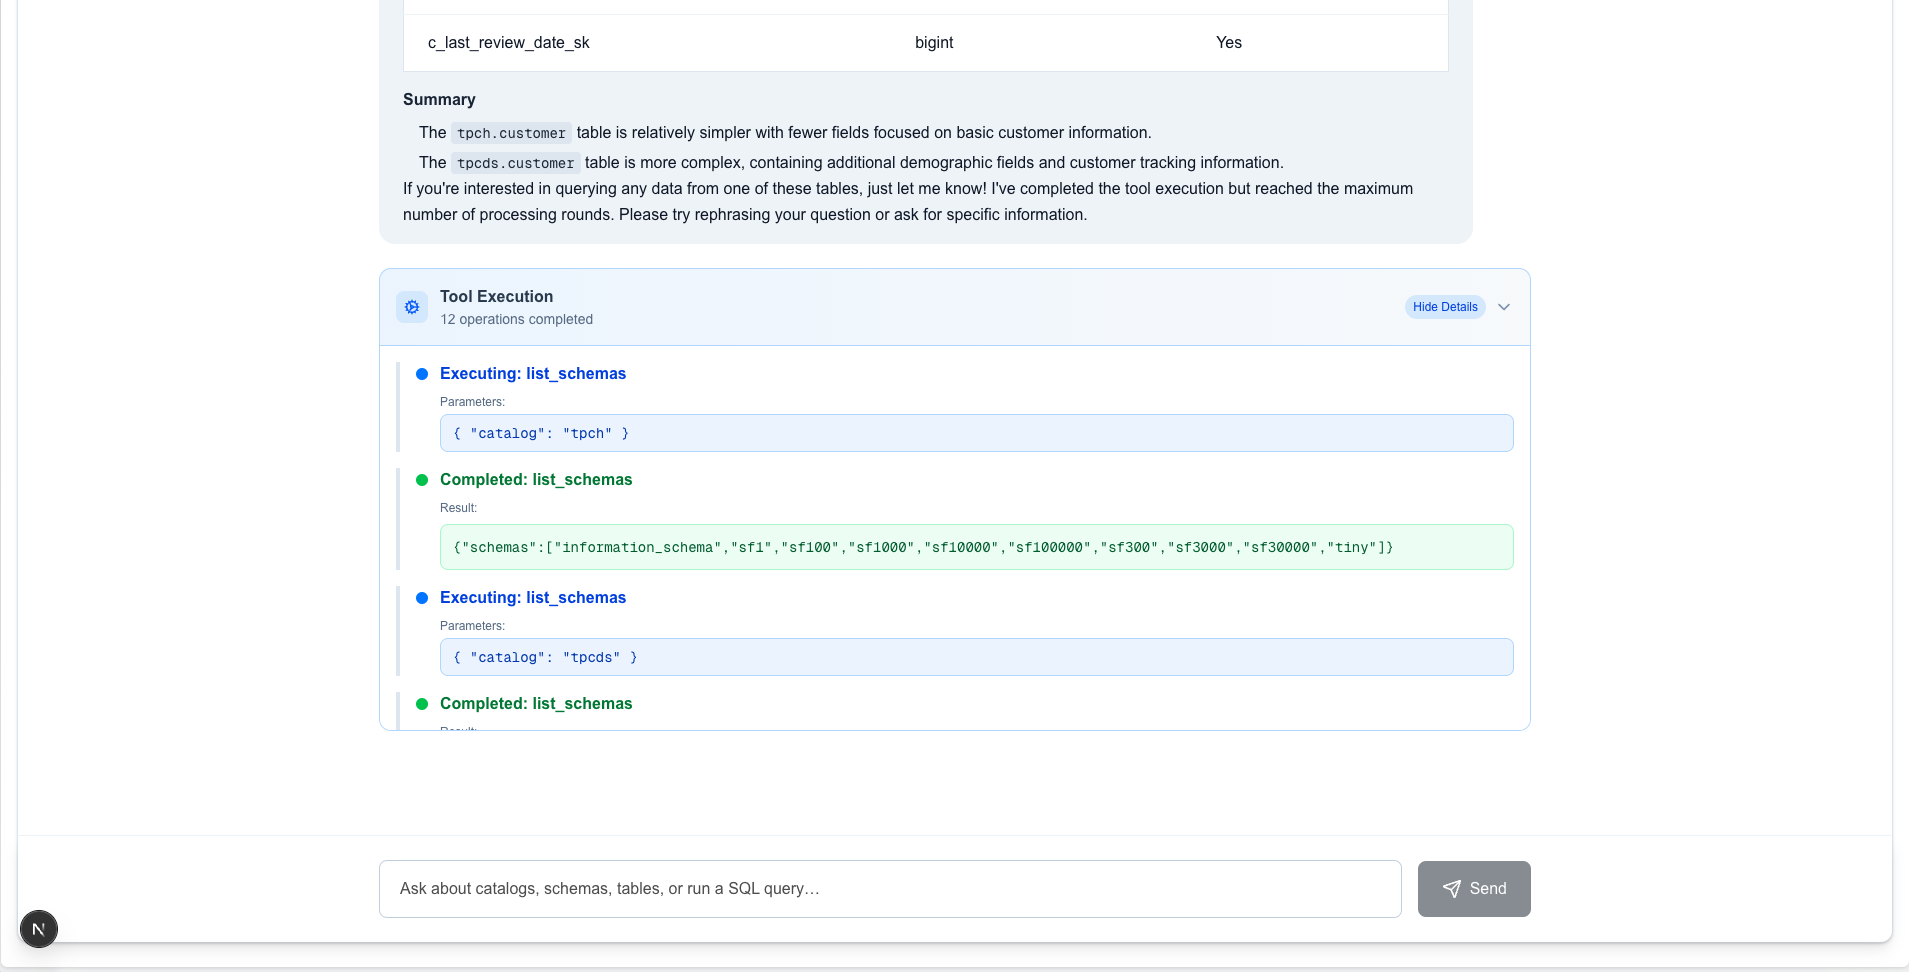 c_last_review_date_sk bigint Yes
Summary
The tpch.customer table is relatively simpler with fewer fields focused on basic customer information.
The tpcds.customer table is more complex, containing additional demographic fields and customer tracking information.
If you're interested in querying any data from one of these tables, just let me know! I've completed the tool execution but reached the maximum
number of processing rounds. Please try rephrasing your question or ask for specific information.
Tool Execution
12 operations completed
Hide Details
Executing: list_schemas
Parameters:
{ "catalog": "tpch" }
Completed: list_schemas
Result:
{"schemas":["information_schema","sf1","sf100","sf1000","sf10000","sf100000","sf300","sf3000","sf30000","tiny"]}
Executing: list_schemas
Parameters:
{ "catalog": "tpcds" }
Completed: list_schemas
Result:
Ask about catalogs, schemas, tables, or run a SQL query…
Send
N